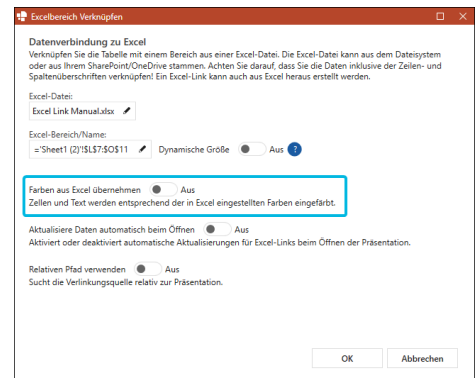 Excelbereich Verknüpfen
Datenverbindung zu Excel
Verknüpfen Sie die Tabelle mit einem Bereich aus einer Excel-Datei. Die Excel-Datei kann aus dem Dateisystem
oder aus Ihrem SharePoint/OneDrive stammen. Achten Sie darauf, dass Sie die Daten inklusive der Zeilen- und
Spaltenüberschriften verknüpfen! Ein Excel-Link kann auch aus Excel heraus erstellt werden.
Excel-Datei:
Excel Link Manual.xlsx
Excel-Bereich/Name:
='Sheet1 (2)'!$L$7:$O$11 Dynamische Größe Aus ?
Farben aus Excel übernehmen Aus
Zellen und Text werden entsprechend der in Excel eingestellten Farben eingefärbt.
Aktualisiere Daten automatisch beim Öffnen Aus
Aktiviert oder deaktiviert automatische Aktualisierungen für Excel-Links beim Öffnen der Präsentation.
Relativen Pfad verwenden Aus
Sucht die Verlinkungsquelle relativ zur Präsentation.
OK Abbrechen